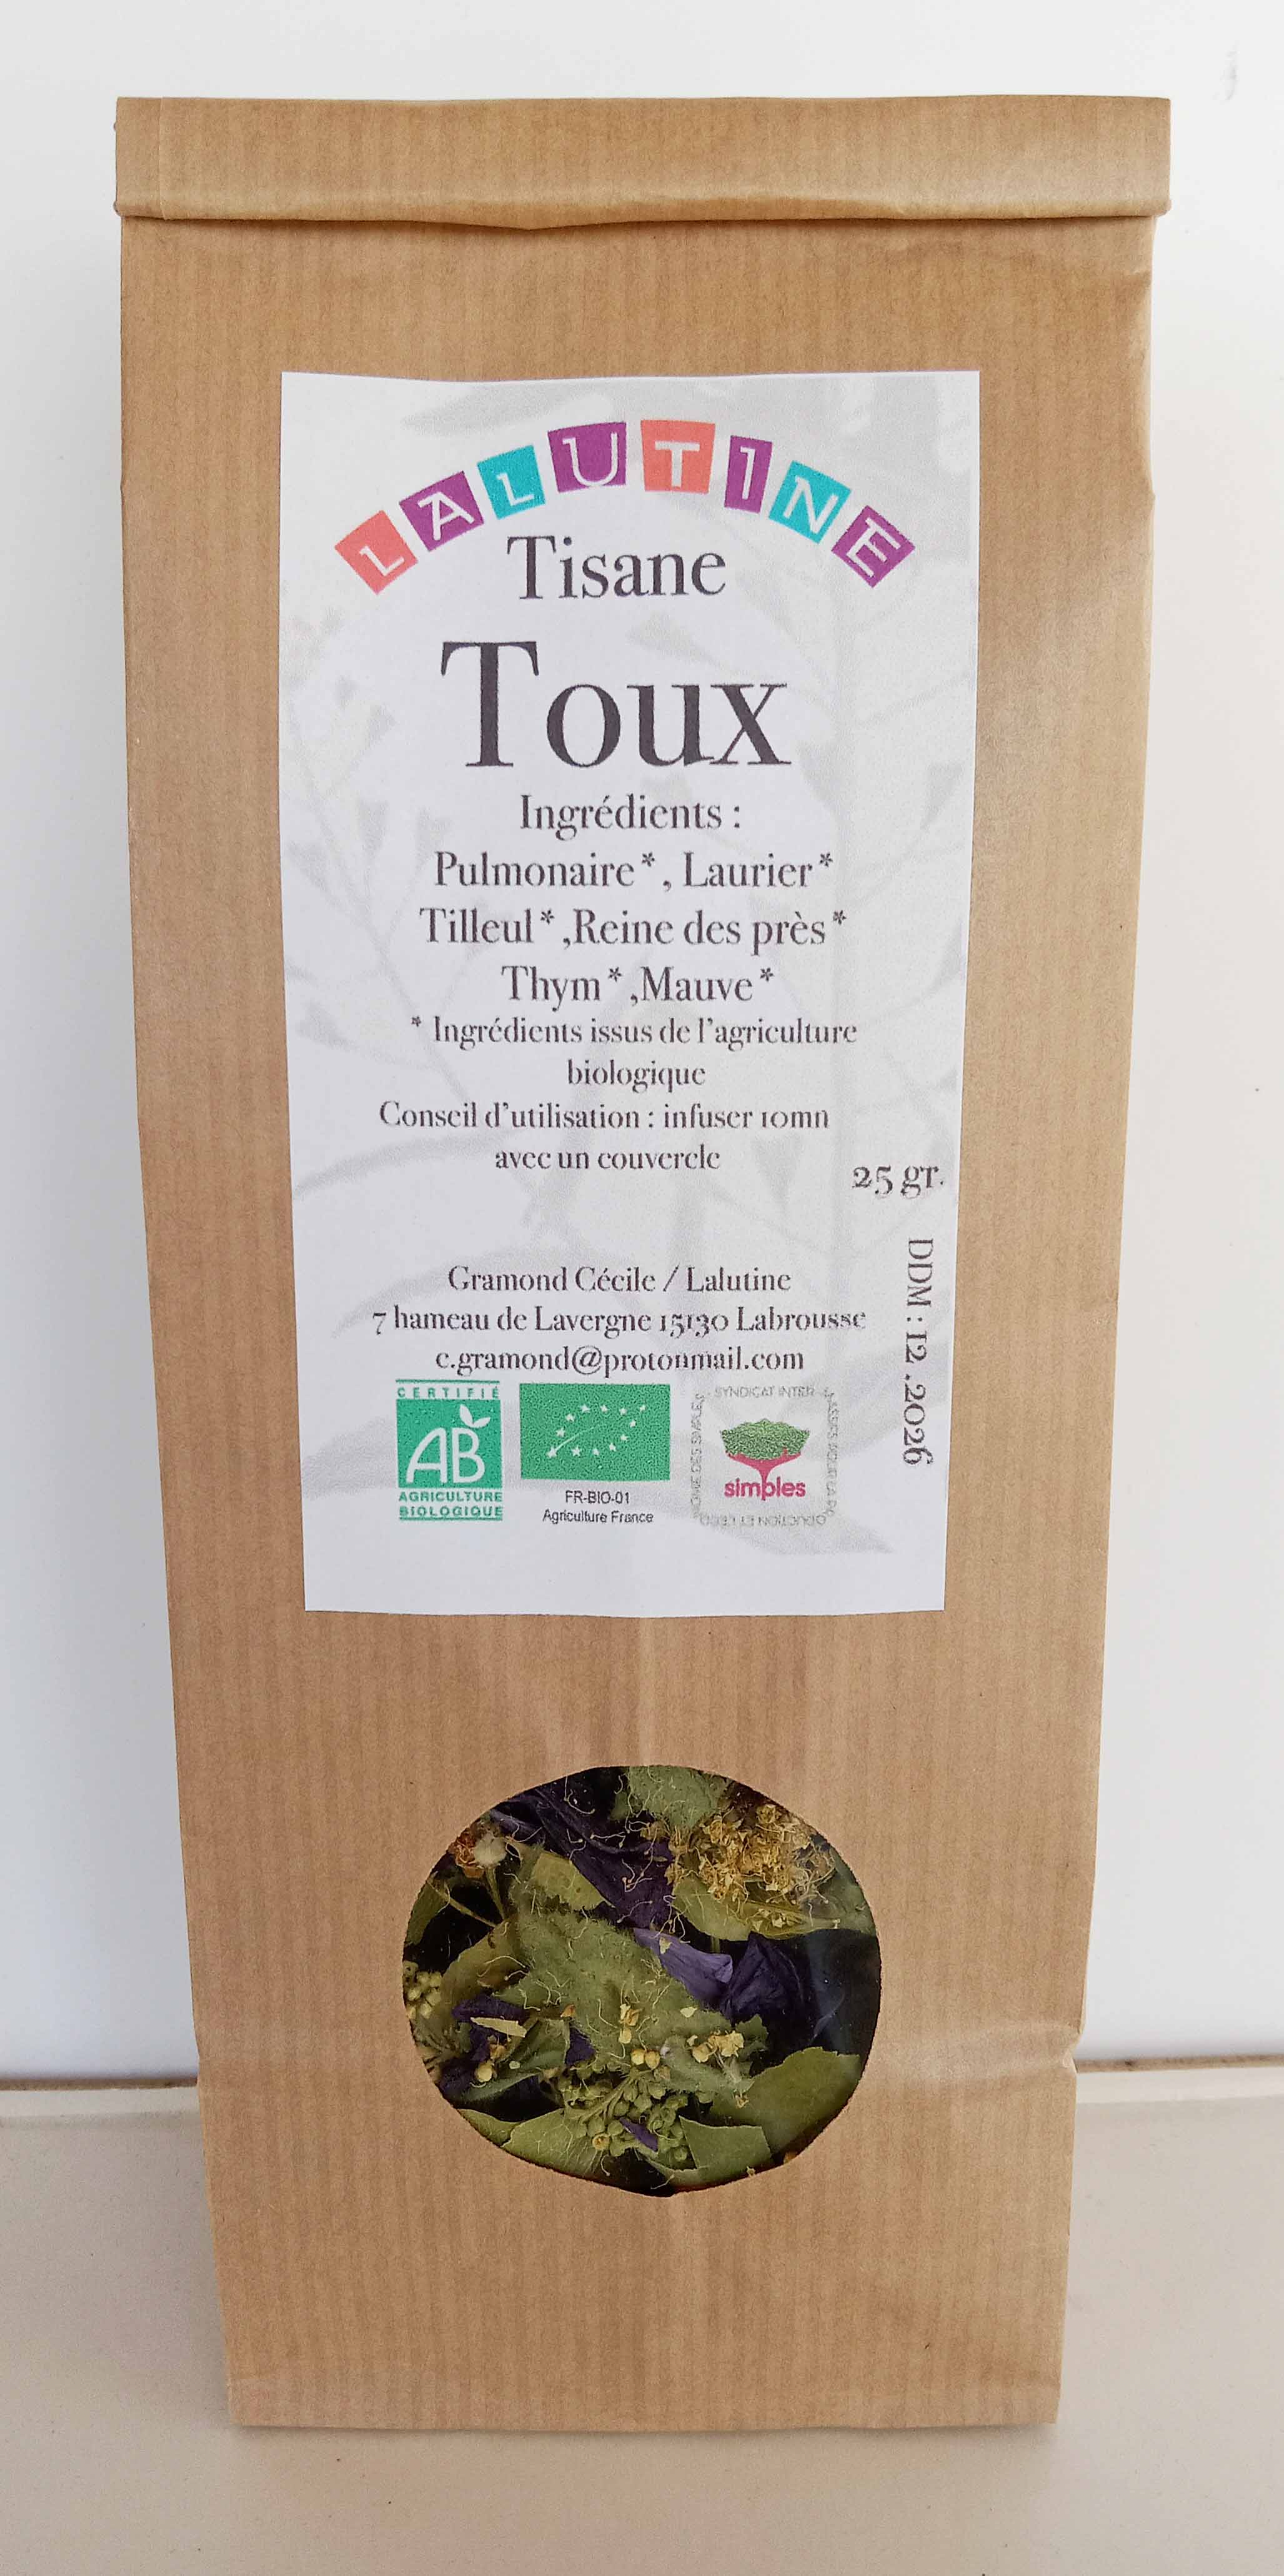 LALUTINE
Tisane
Toux
Ingrédients :
Pulmonaire*, Laurier*
Tilleul* ,Reine des près*
Thym* ,Mauve*
* Ingrédients issus de l'agriculture
biologique
Conseil d'utilisation : infuser 10mn
avec un couvercle
25 gr.
DDM : 12 .2026
Gramond Cécile / Lalutine
7 hameau de Lavergne 15130 Labrousse
c.gramond@protonmail.com
CERTIFIÉ
AB
AGRICULTURE
BIOLOGIQUE
FR-BIO-01
Agriculture France
SYNDICAT INTER
simples